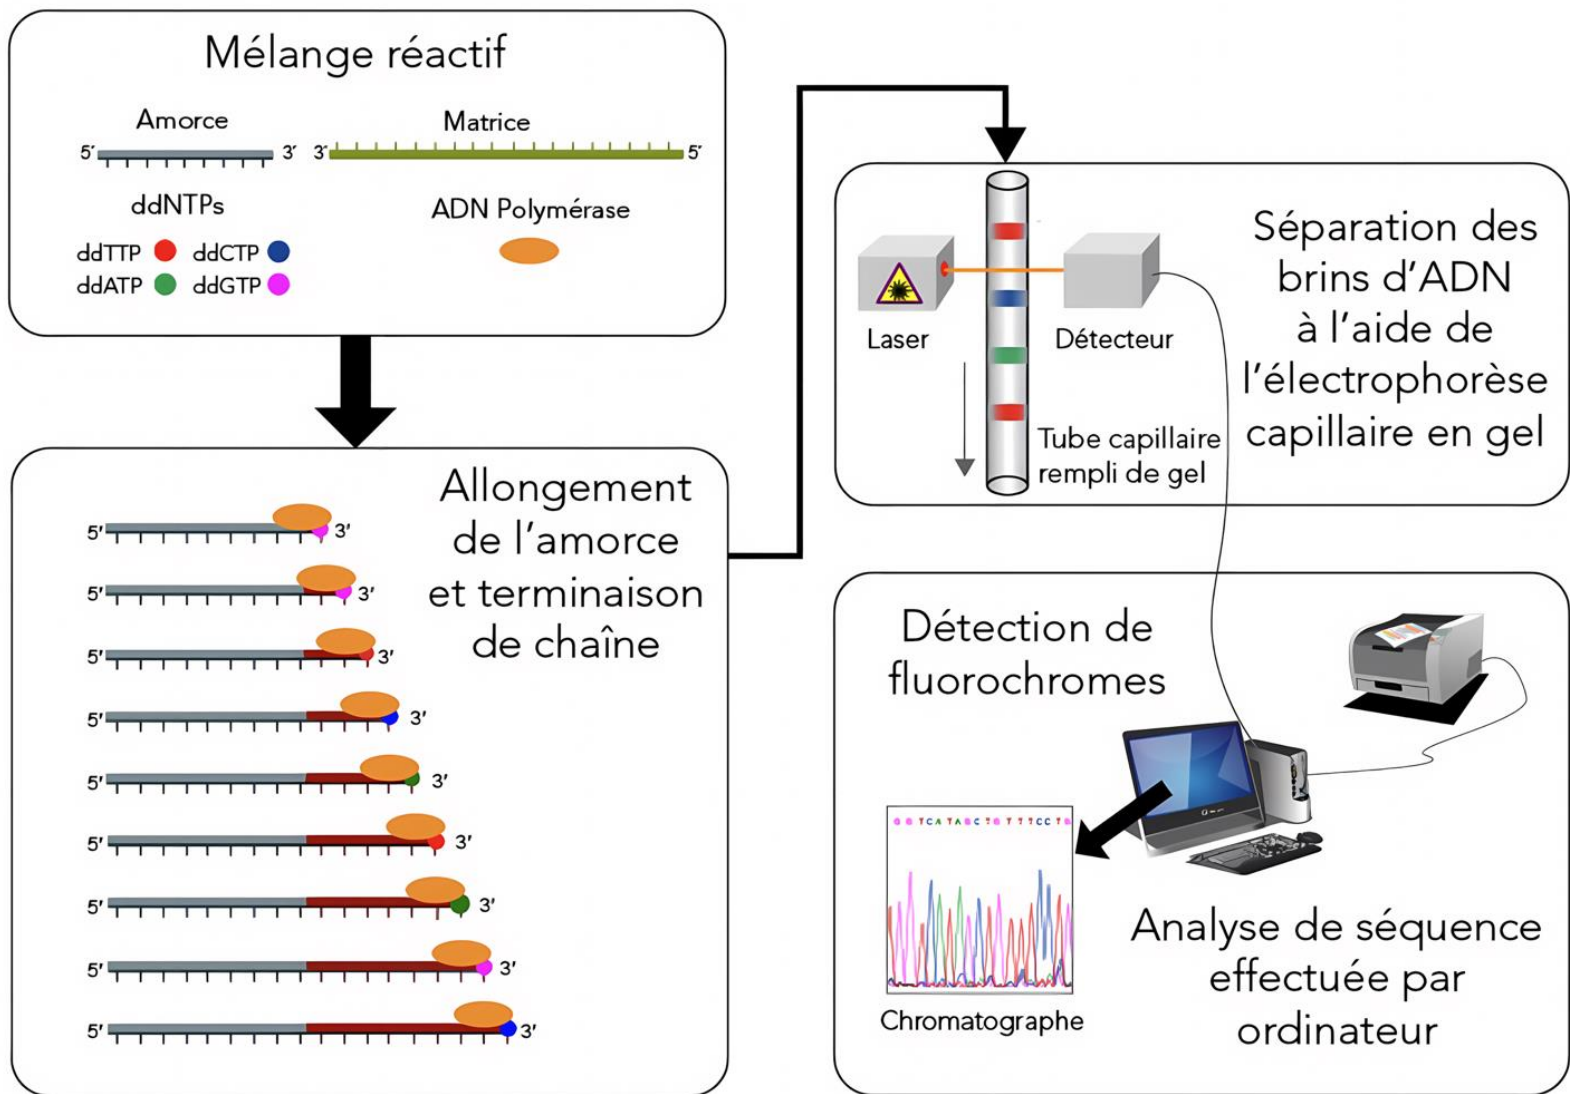 Mélange réactif
Amorce
Matrice
5′ 3′ 3′ 5′
ddNTPs
ADN Polymérase
ddTTP ddCTP
ddATP ddGTP
Allongement
de l'amorce
et terminaison
de chaîne
5′ 3′
5′ 3′
5′ 3′
5′ 3′
5′ 3′
5′ 3′
5′ 3′
5′ 3′
5′ 3′
Séparation des
brins d'ADN
à l'aide de
l'électrophorèse
capillaire en gel
Laser
Détecteur
Tube capillaire
rempli de gel
Détection de
fluorochromes
G G T C A T A G C T G T T T C C T G
Chromatographe
Analyse de séquence
effectuée par
ordinateur